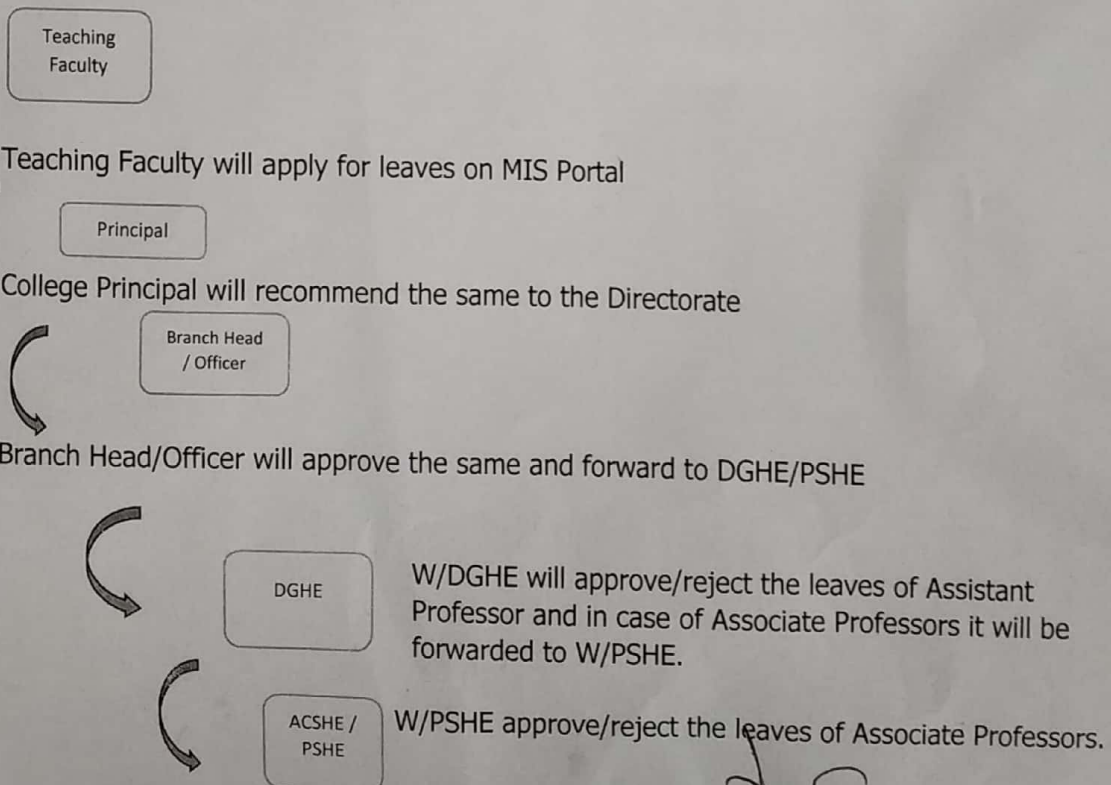 Teaching
Faculty
Teaching Faculty will apply for leaves on MIS Portal
Principal
College Principal will recommend the same to the Directorate
Branch Head
/ Officer
Branch Head/Officer will approve the same and forward to DGHE/PSHE
DGHE
W/DGHE will approve/reject the leaves of Assistant
Professor and in case of Associate Professors it will be
forwarded to W/PSHE.
ACSHE /
PSHE
W/PSHE approve/reject the leaves of Associate Professors.